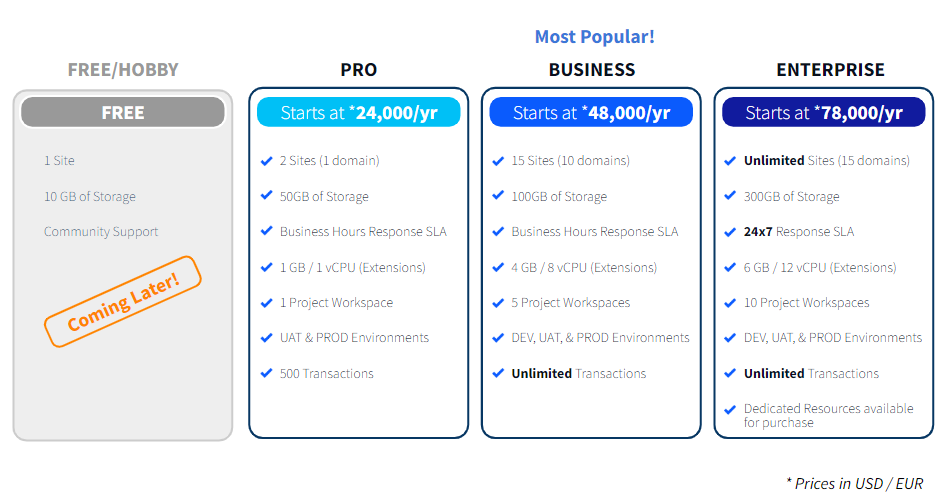 Most Popular!
FREE/HOBBY
FREE
1 Site
10 GB of Storage
Community Support
Coming Later!
PRO
Starts at *24,000/yr
2 Sites (1 domain)
50GB of Storage
Business Hours Response SLA
1 GB / 1 vCPU (Extensions)
1 Project Workspace
UAT & PROD Environments
500 Transactions
BUSINESS
Starts at *48,000/yr
15 Sites (10 domains)
100GB of Storage
Business Hours Response SLA
4 GB / 8 vCPU (Extensions)
5 Project Workspaces
DEV, UAT, & PROD Environments
Unlimited Transactions
ENTERPRISE
Starts at *78,000/yr
Unlimited Sites (15 domains)
300GB of Storage
24x7 Response SLA
6 GB / 12 vCPU (Extensions)
10 Project Workspaces
DEV, UAT, & PROD Environments
Unlimited Transactions
Dedicated Resources available
for purchase
* Prices in USD / EUR